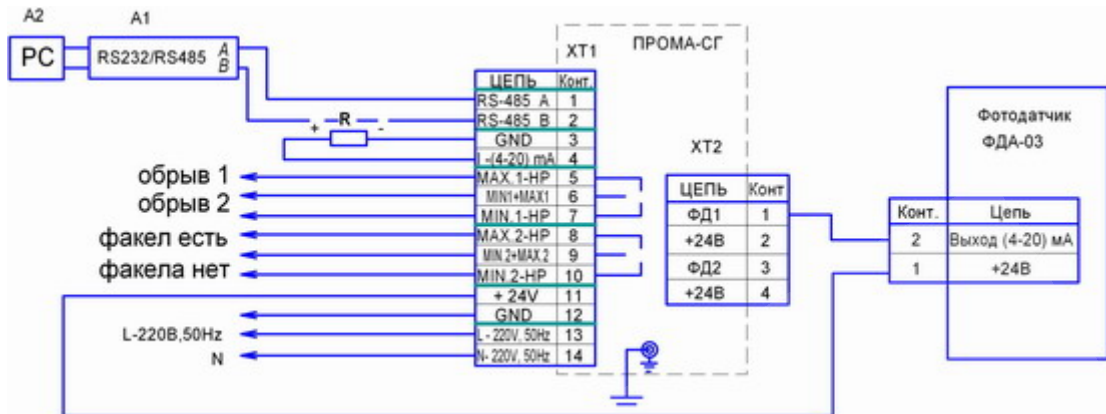 A2
A1
PC
RS232/RS485 A
B
ПРОМА-СГ
XT1
ЦЕПЬ Конт.
RS-485 A 1
RS-485 B 2
GND 3
I-(4-20) mA 4
MAX.1-HP 5
MIN1+MAX1 6
MIN.1-HP 7
MAX.2-HP 8
MIN.2+MAX.2 9
MIN.2-HP 10
+ 24V 11
GND 12
L - 220V, 50Hz 13
N- 220V, 50Hz 14
+ R -
обрыв 1
обрыв 2
факел есть
факела нет
L-220В,50Hz
N
XT2
ЦЕПЬ Конт
ФД1 1
+24В 2
ФД2 3
+24В 4
Фотодатчик
ФДА-03
Конт. Цепь
2 Выход (4-20) мА
1 +24В